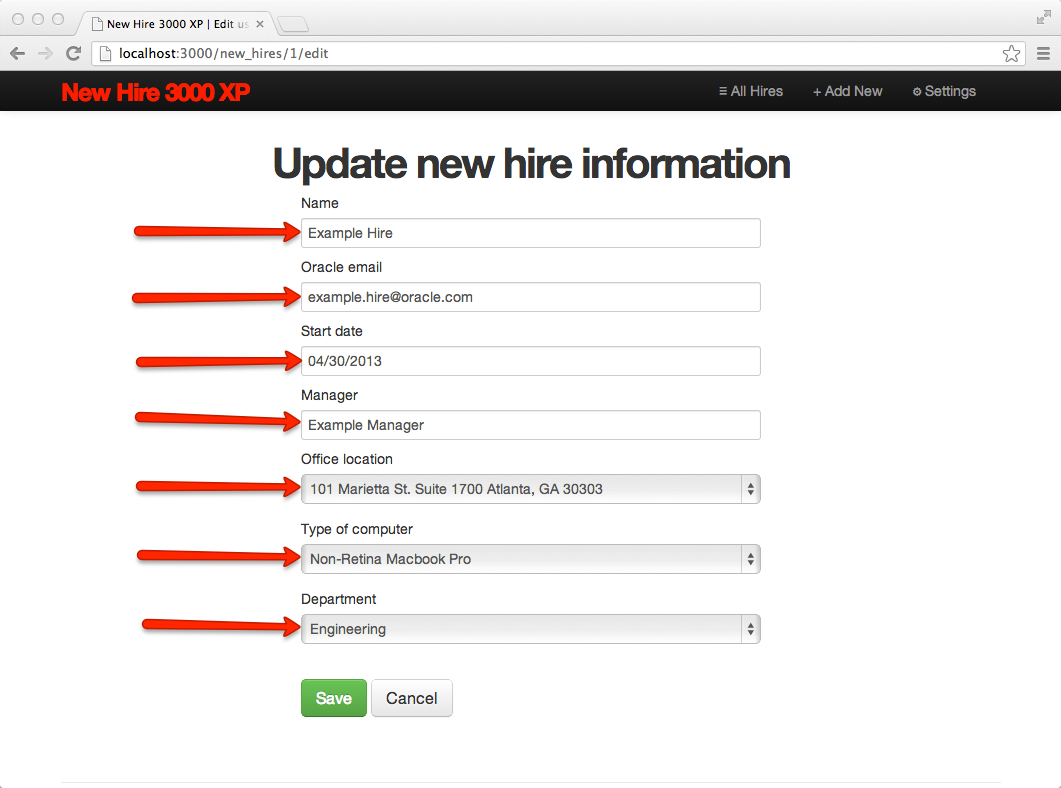 New Hire 3000 XP | Edit us
localhost:3000/new_hires/1/edit
New Hire 3000 XP
All Hires
+ Add New
Settings
Update new hire information
Name
Example Hire
Oracle email
example.hire@oracle.com
Start date
04/30/2013
Manager
Example Manager
Office location
101 Marietta St. Suite 1700 Atlanta, GA 30303
Type of computer
Non-Retina Macbook Pro
Department
Engineering
Save
Cancel